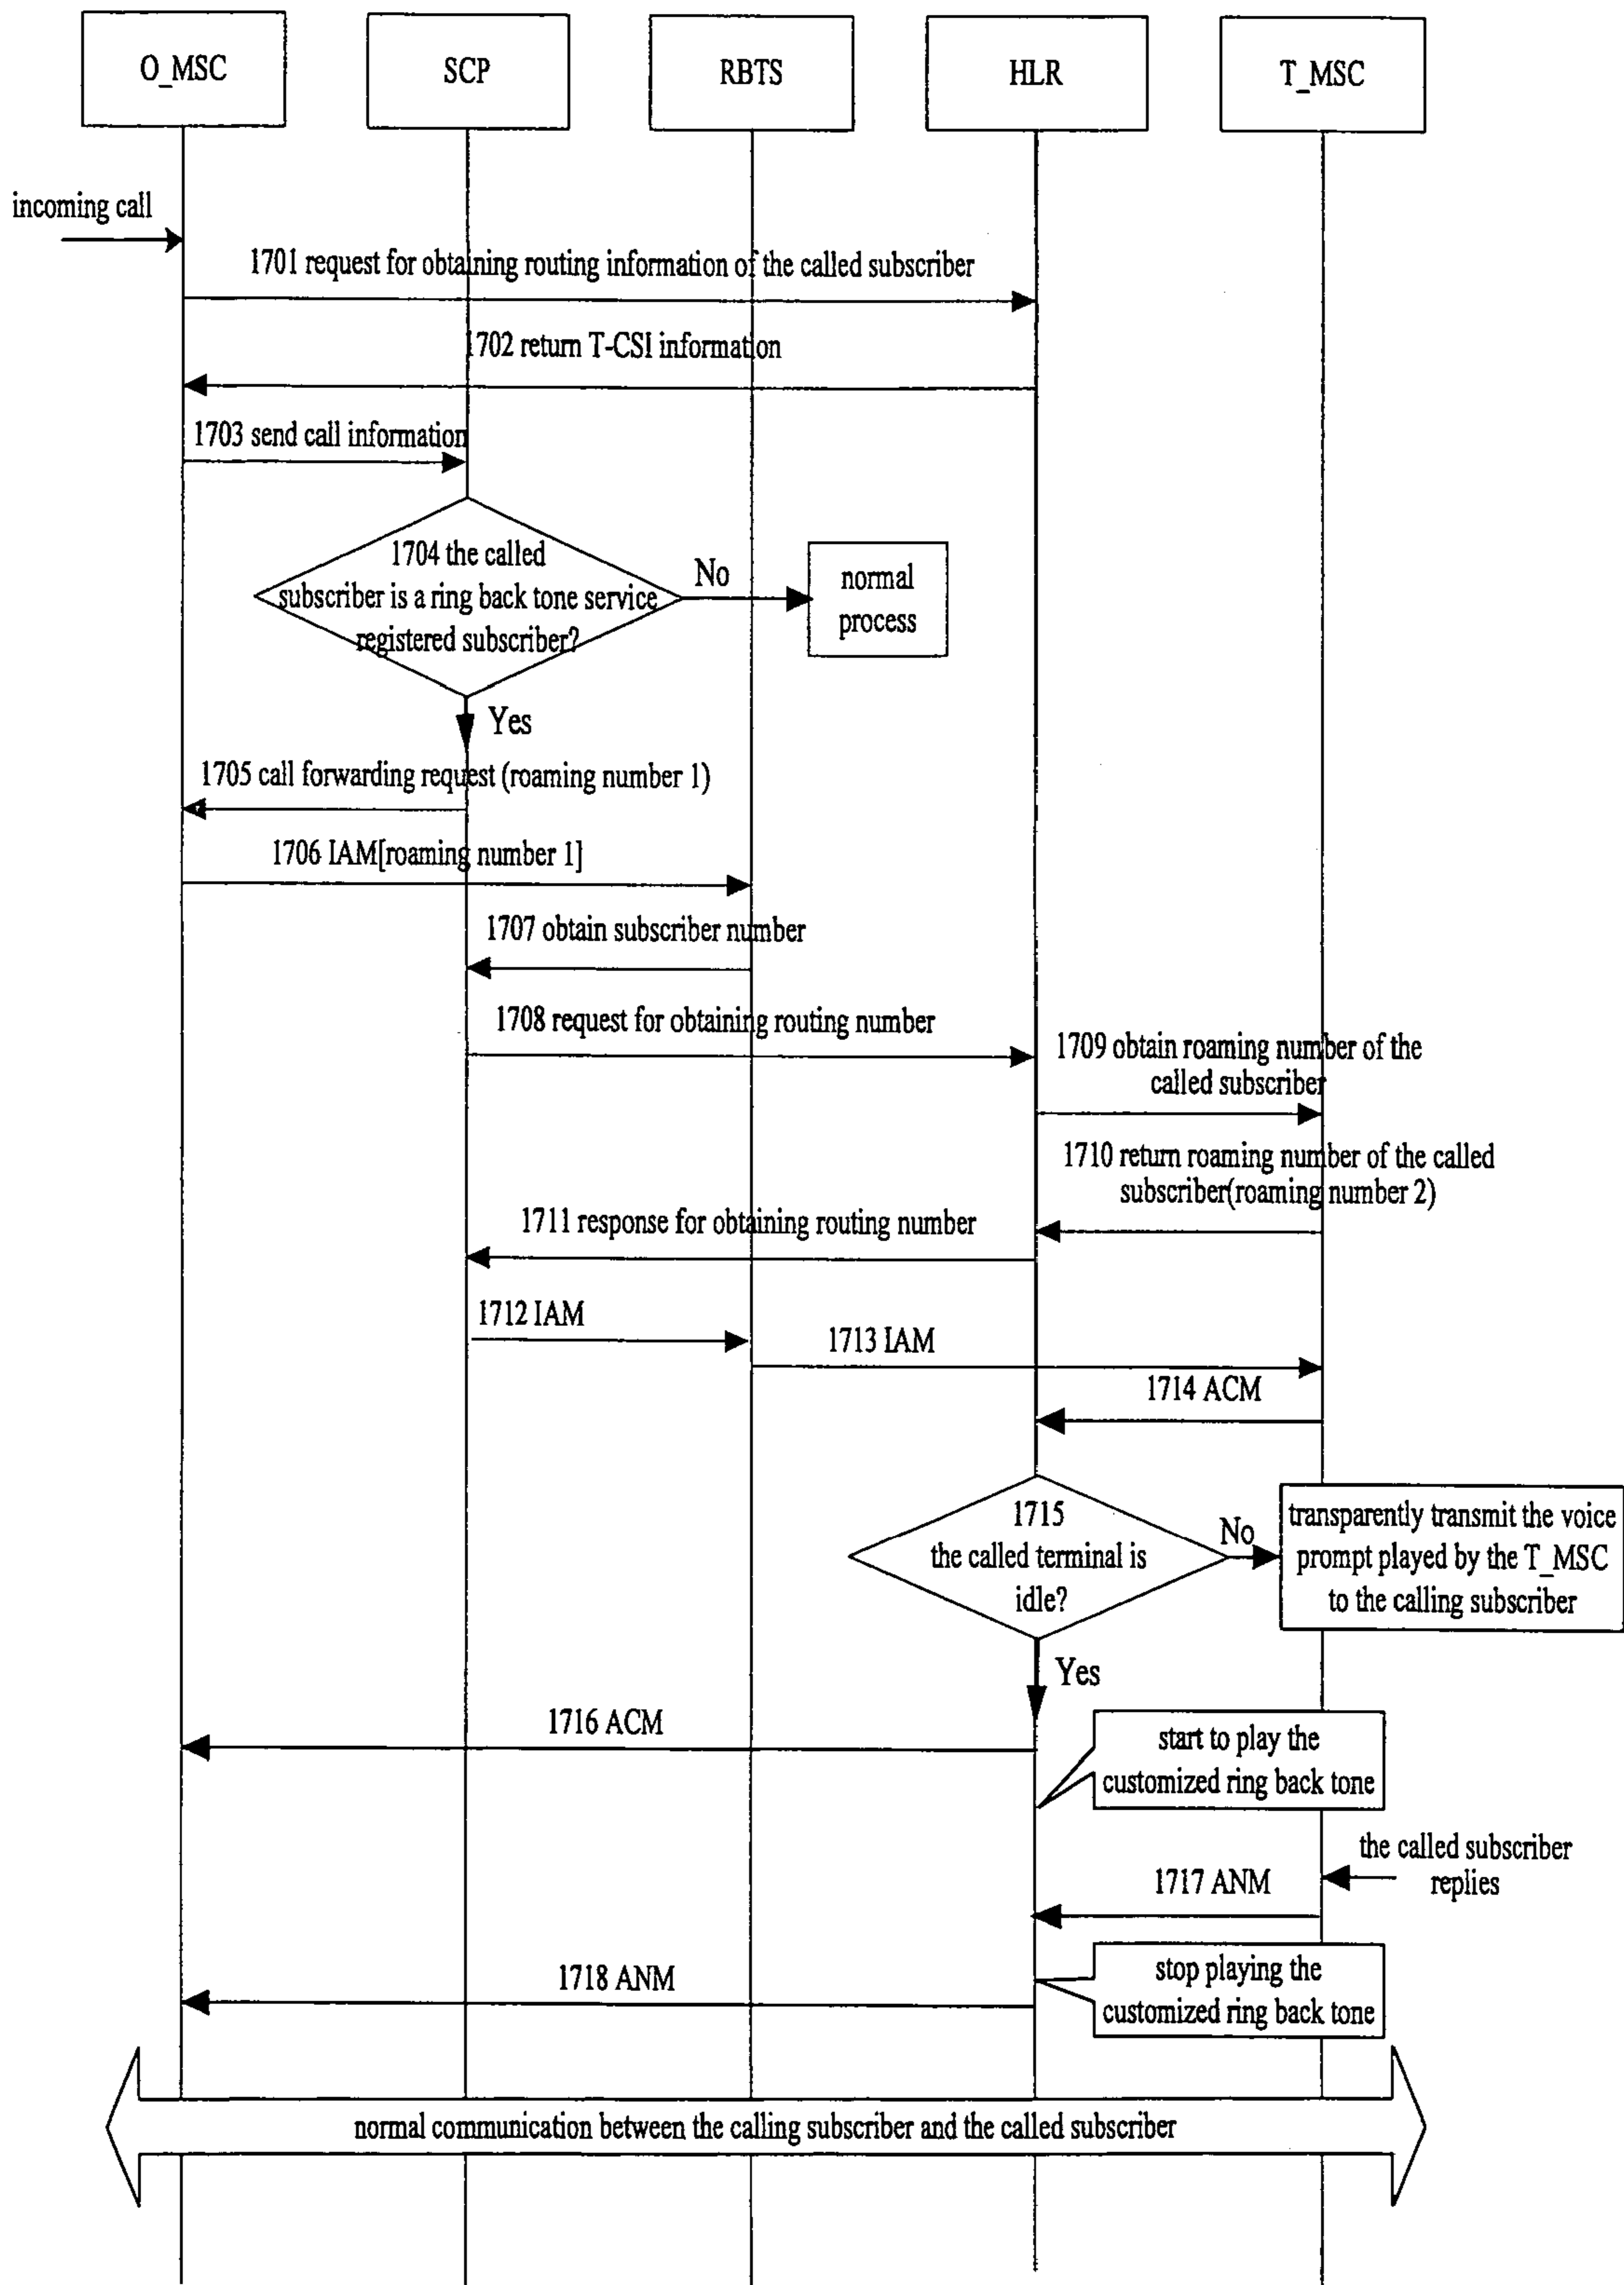 O_MSC
SCP
RBTS
HLR
T_MSC
incoming call
1701 request for obtaining routing information of the called subscriber
1702 return T-CSI information
1703 send call information
1704 the called
subscriber is a ring back tone service
registered subscriber?
No
normal
process
Yes
1705 call forwarding request (roaming number 1)
1706 IAM[roaming number 1]
1707 obtain subscriber number
1708 request for obtaining routing number
1709 obtain roaming number of the
called subscriber
1710 return roaming number of the called
subscriber(roaming number 2)
1711 response for obtaining routing number
1712 IAM
1713 IAM
1714 ACM
1715
the called terminal is
idle?
No
transparently transmit the voice
prompt played by the T_MSC
to the calling subscriber
Yes
1716 ACM
start to play the
customized ring back tone
the called subscriber
replies
1717 ANM
1718 ANM
stop playing the
customized ring back tone
normal communication between the calling subscriber and the called subscriber